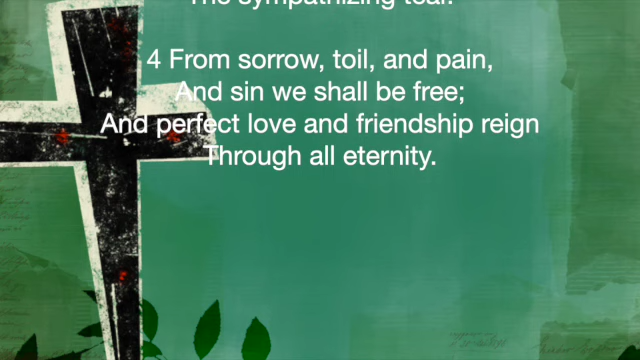 The sympathizing tear.
4 From sorrow, toil, and pain,
And sin we shall be free;
And perfect love and friendship reign
Through all eternity.